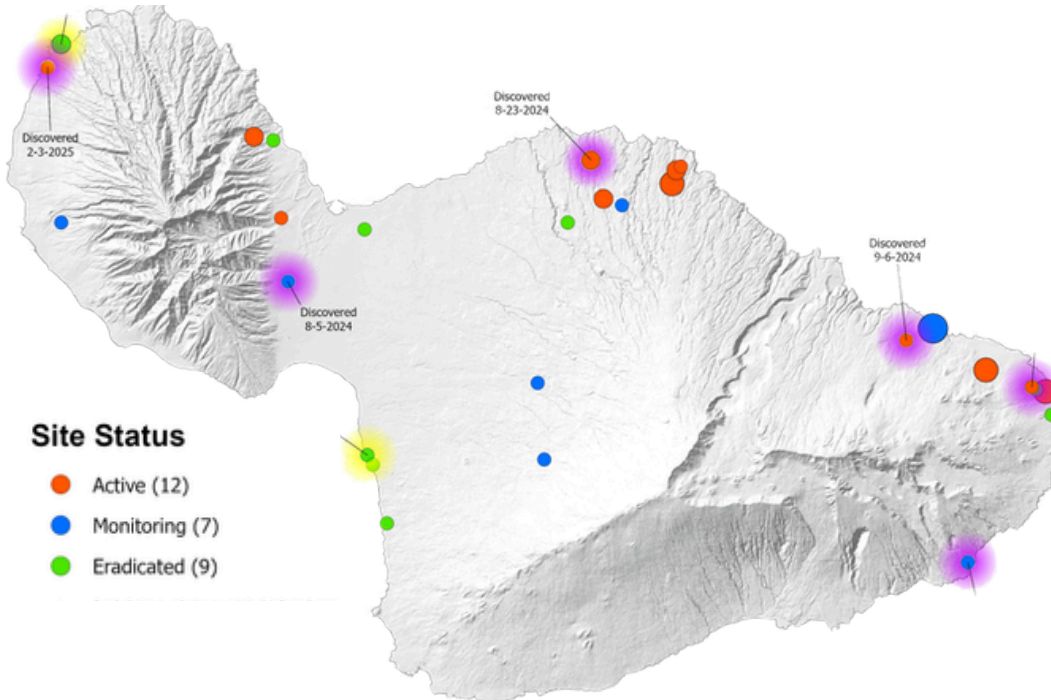 Discovered
2-3-2025
Discovered
8-23-2024
Discovered
9-6-2024
Discovered
8-5-2024
Site Status
Active (12)
Monitoring (7)
Eradicated (9)